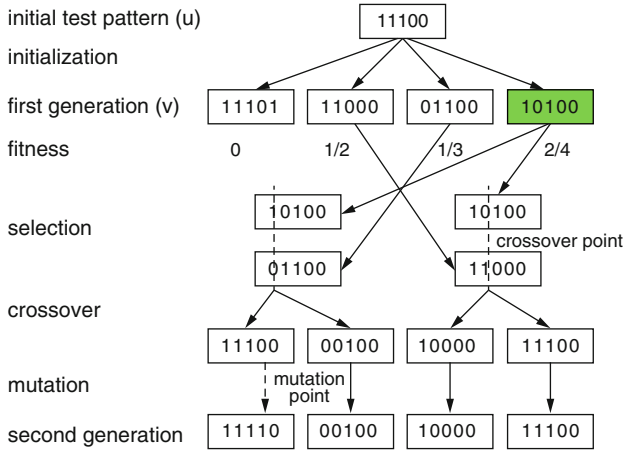 initial test pattern (u)
11100
initialization
first generation (v)
11101
11000
01100
10100
fitness
0
1/2
1/3
2/4
selection
10100
10100
crossover point
01100
11000
crossover
11100
00100
10000
11100
mutation
mutation
point
second generation
11110
00100
10000
11100